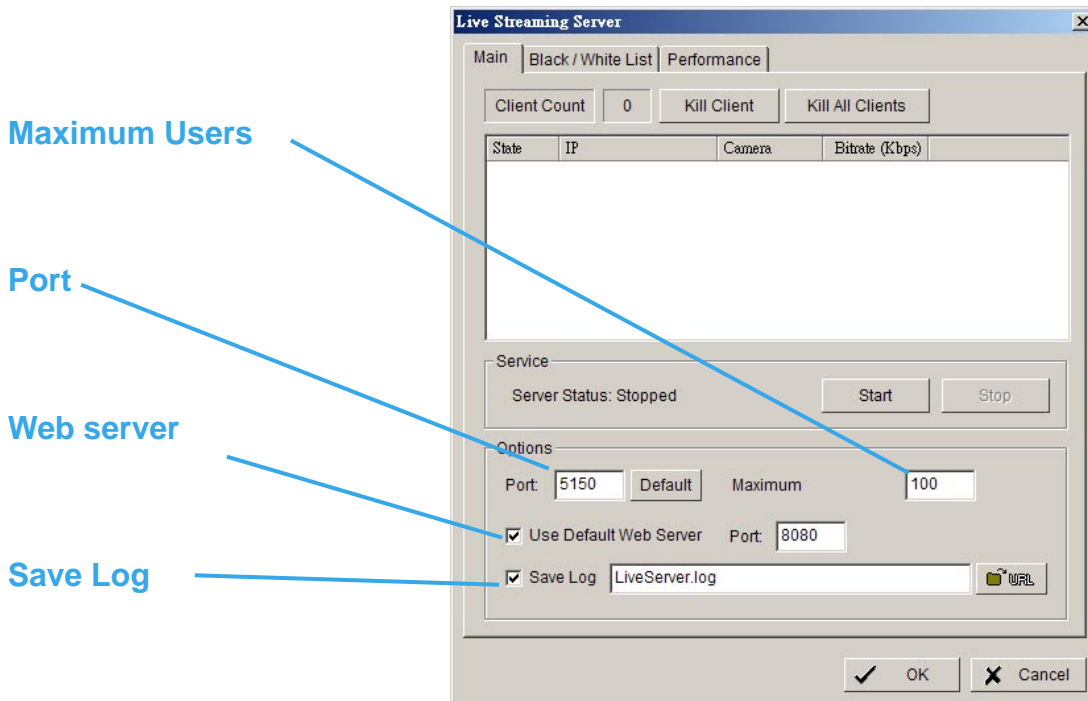 Live Streaming Server
Main Black / White List Performance
Client Count 0 Kill Client Kill All Clients
Maximum Users
State IP Camera Bitrate (Kbps)
Port
Service
Server Status: Stopped Start Stop
Web server
Options
Port: 5150 Default Maximum 100
Use Default Web Server Port: 8080
Save Log
Save Log LiveServer.log URL
OK Cancel